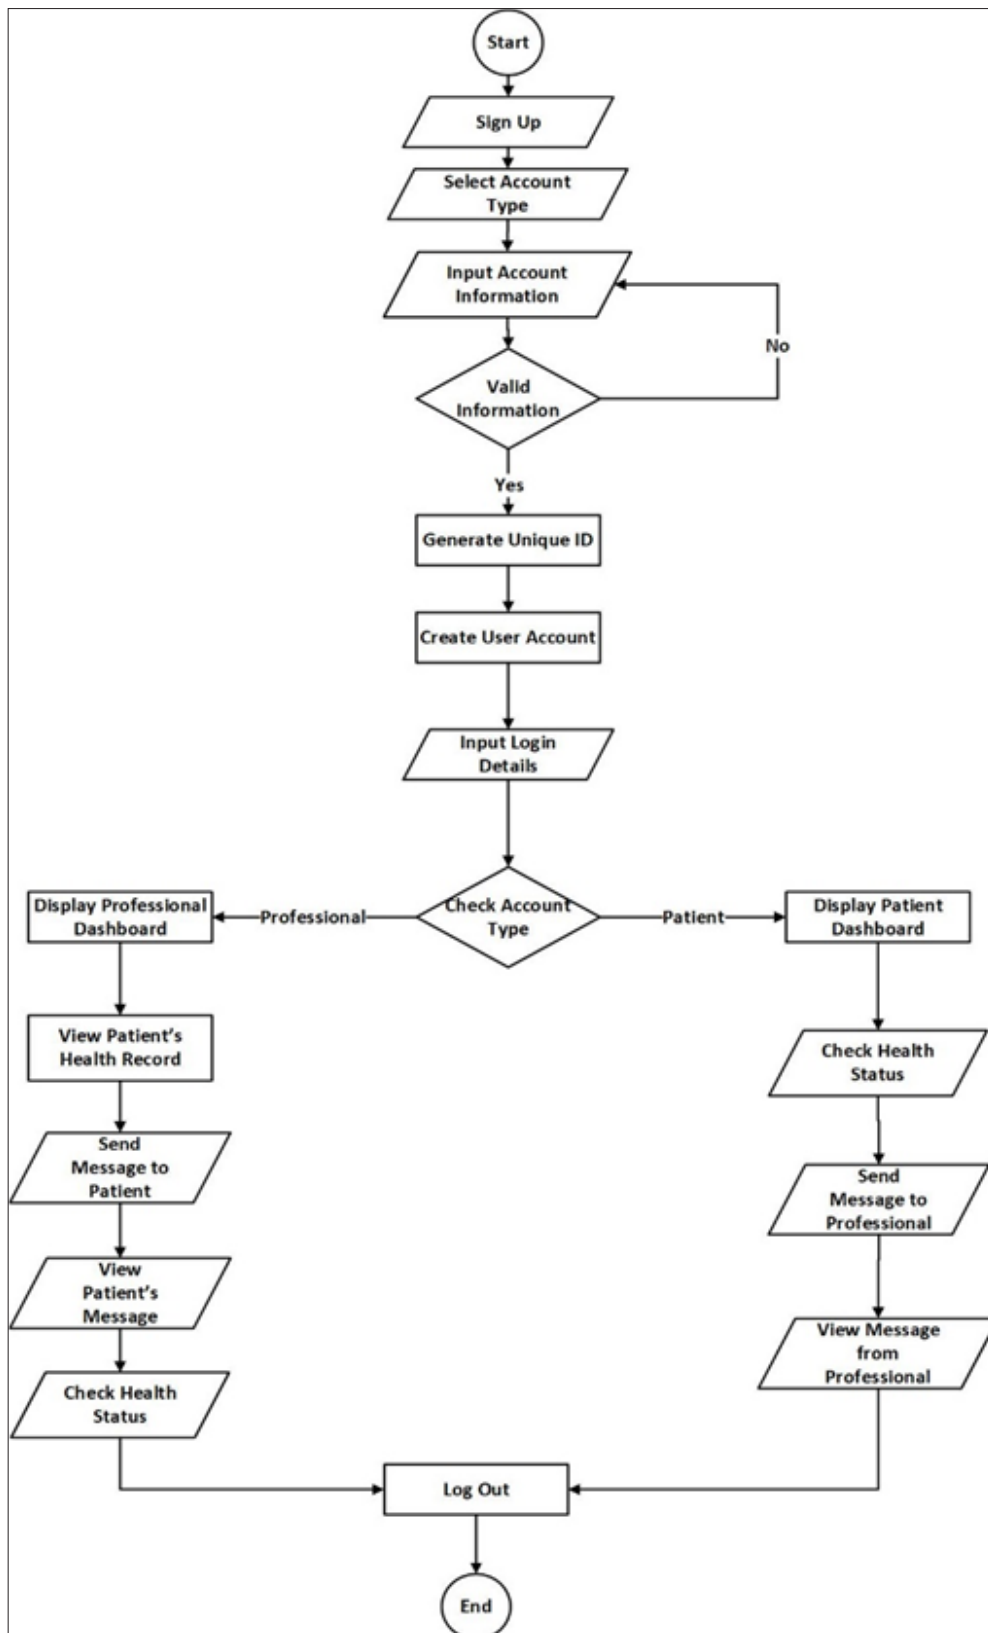 Start
Sign Up
Select Account
Type
Input Account
Information
No
Valid
Information
Yes
Generate Unique ID
Create User Account
Input Login
Details
Display Professional
Dashboard
Professional
Check Account
Type
Patient
Display Patient
Dashboard
View Patient's
Health Record
Send
Message to
Patient
View
Patient's
Message
Check Health
Status
Check Health
Status
Send
Message to
Professional
View Message
from
Professional
Log Out
End